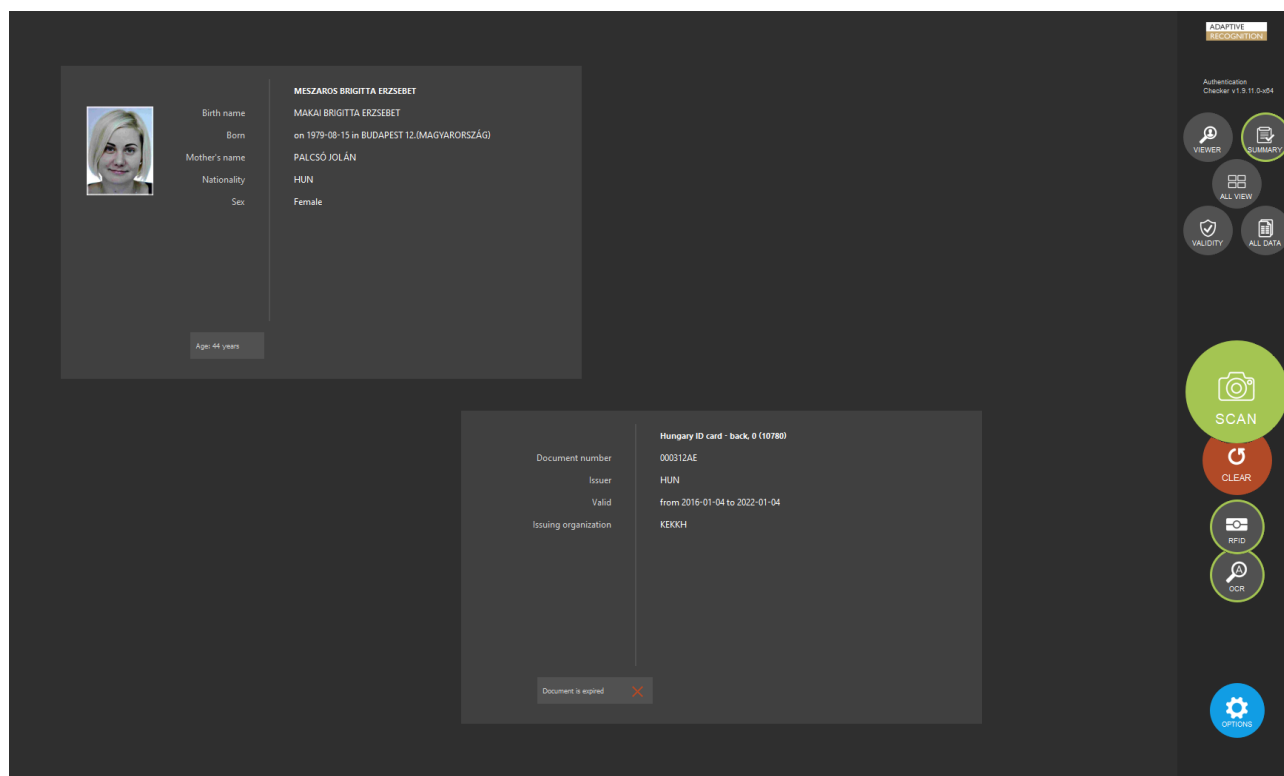 ADAPTIVE
RECOGNITION
Authentication
Checker v1.9.11.0-x64
MESZAROS BRIGITTA ERZSEBET
Birth name MAKAI BRIGITTA ERZSEBET
Born on 1979-08-15 in BUDAPEST 12.(MAGYARORSZÁG)
Mother's name PALCSÓ JOLÁN
Nationality HUN
Sex Female
Age: 44 years
Hungary ID card - back, 0 (10780)
Document number 000312AE
Issuer HUN
Valid from 2016-01-04 to 2022-01-04
Issuing organization KEKKH
Document is expired
VIEWER
SUMMARY
ALL VIEW
VALIDITY
ALL DATA
SCAN
CLEAR
RFID
A
OCR
OPTIONS